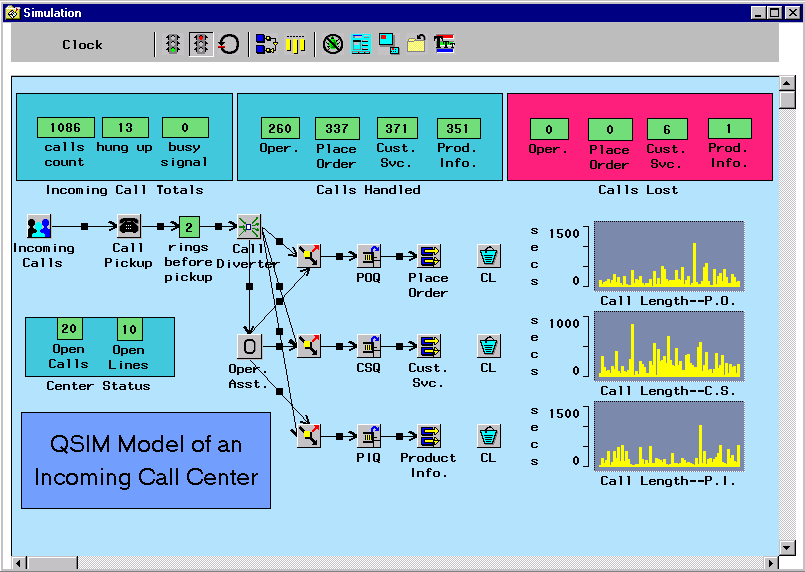 Simulation
Clock
1086 13 0
calls hung up busy
count signal
Incoming Call Totals
260 337 371 351
Oper. Place Cust. Prod.
Order Svc. Info.
Calls Handled
0 0 6 1
Oper. Place Cust. Prod.
Order Svc. Info.
Calls Lost
Incoming
Calls
Call
Pickup
2
rings
before
pickup
Call
Diverter
POQ
Place
Order
CL
secs
1500
0
Call Length--P.O.
20 10
Open Open
Calls Lines
Center Status
O
Oper.
Asst.
CSQ
Cust.
Svc.
CL
secs
1000
0
Call Length--C.S.
QSIM Model of an
Incoming Call Center
PIQ
Product
Info.
CL
secs
1500
0
Call Length--P.I.